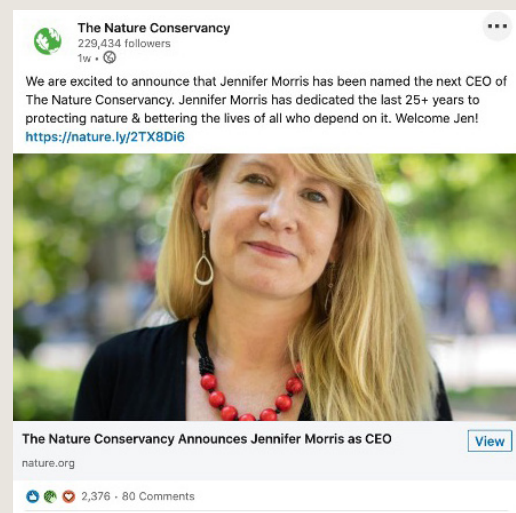 The Nature Conservancy
229,434 followers
1w •
We are excited to announce that Jennifer Morris has been named the next CEO of
The Nature Conservancy. Jennifer Morris has dedicated the last 25+ years to
protecting nature & bettering the lives of all who depend on it. Welcome Jen!
https://nature.ly/2TX8Di6
The Nature Conservancy Announces Jennifer Morris as CEO
View
nature.org
2,376 · 80 Comments